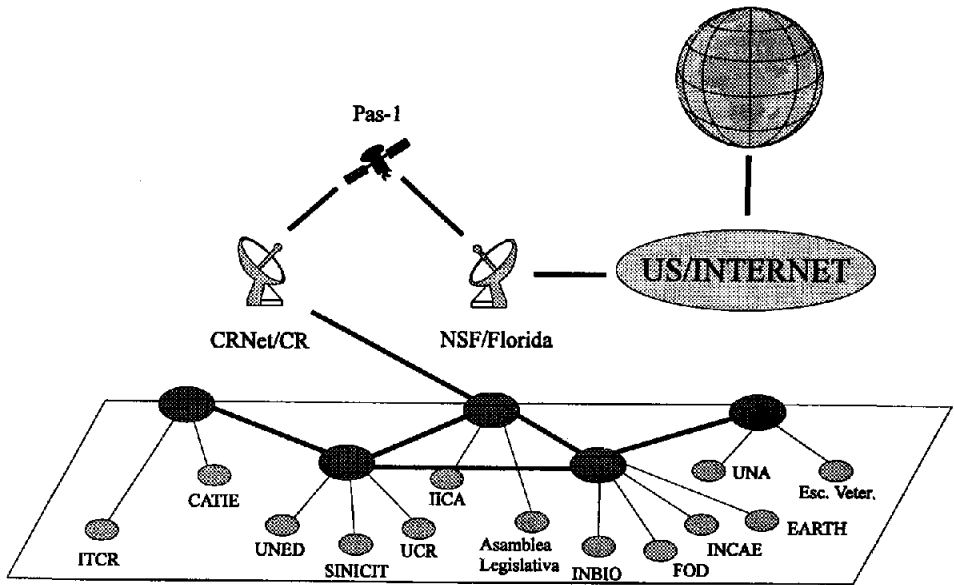 Pas-1
US/INTERNET
CRNet/CR
NSF/Florida
CATIE
ITCR
UNED
SINICIT
UCR
IICA
Asamblea
Legislativa
INBIO
FOD
INCAE
EARTH
UNA
Esc. Veter.